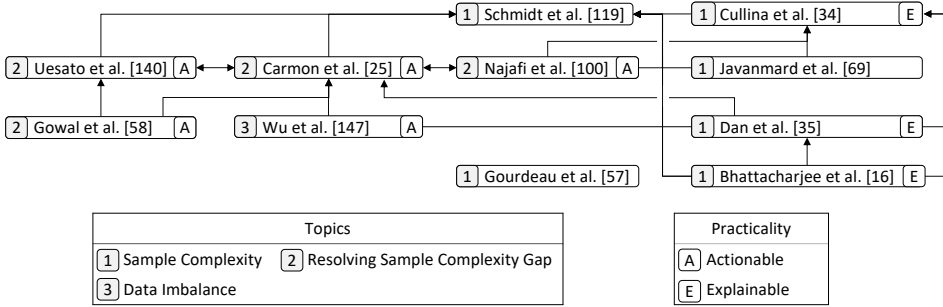 1 Schmidt et al. [119]
1 Cullina et al. [34] E
2 Uesato et al. [140] A
2 Carmon et al. [25] A
2 Najafi et al. [100] A
1 Javanmard et al. [69]
2 Gowal et al. [58] A
3 Wu et al. [147] A
1 Dan et al. [35] E
1 Gourdeau et al. [57]
1 Bhattacharjee et al. [16] E
Topics
1 Sample Complexity
2 Resolving Sample Complexity Gap
3 Data Imbalance
Practicality
A Actionable
E Explainable